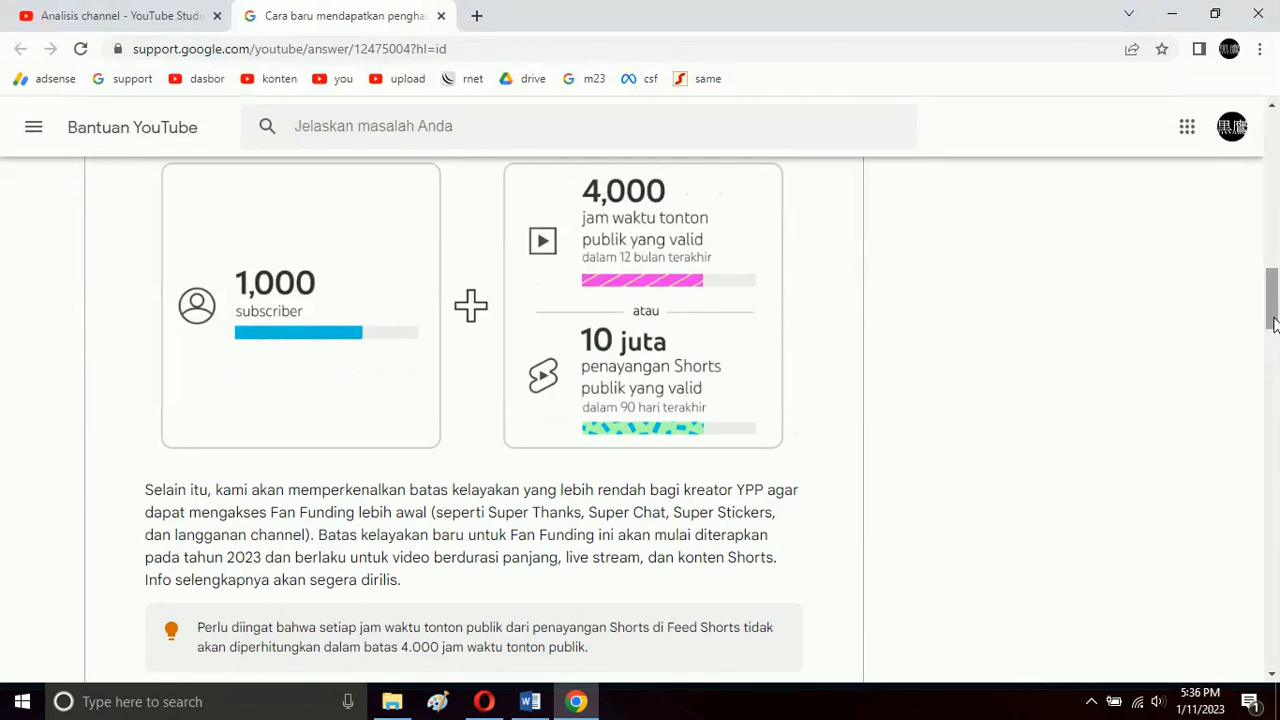 Analisis channel - YouTube Studi
Cara baru mendapatkan penghas
support.google.com/youtube/answer/12475004?hl=id
adsense
support
dasbor
konten
you
upload
rnet
drive
m23
csf
same
Bantuan YouTube
Jelaskan masalah Anda
黒鷹
1,000
subscriber
4,000
jam waktu tonton
publik yang valid
dalam 12 bulan terakhir
atau
10 juta
penayangan Shorts
publik yang valid
dalam 90 hari terakhir
Selain itu, kami akan memperkenalkan batas kelayakan yang lebih rendah bagi kreator YPP agar
dapat mengakses Fan Funding lebih awal (seperti Super Thanks, Super Chat, Super Stickers,
dan langganan channel). Batas kelayakan baru untuk Fan Funding ini akan mulai diterapkan
pada tahun 2023 dan berlaku untuk video berdurasi panjang, live stream, dan konten Shorts.
Info selengkapnya akan segera dirilis.
Perlu diingat bahwa setiap jam waktu tonton publik dari penayangan Shorts di Feed Shorts tidak
akan diperhitungkan dalam batas 4.000 jam waktu tonton publik.
Type here to search
5:36 PM
1/11/2023